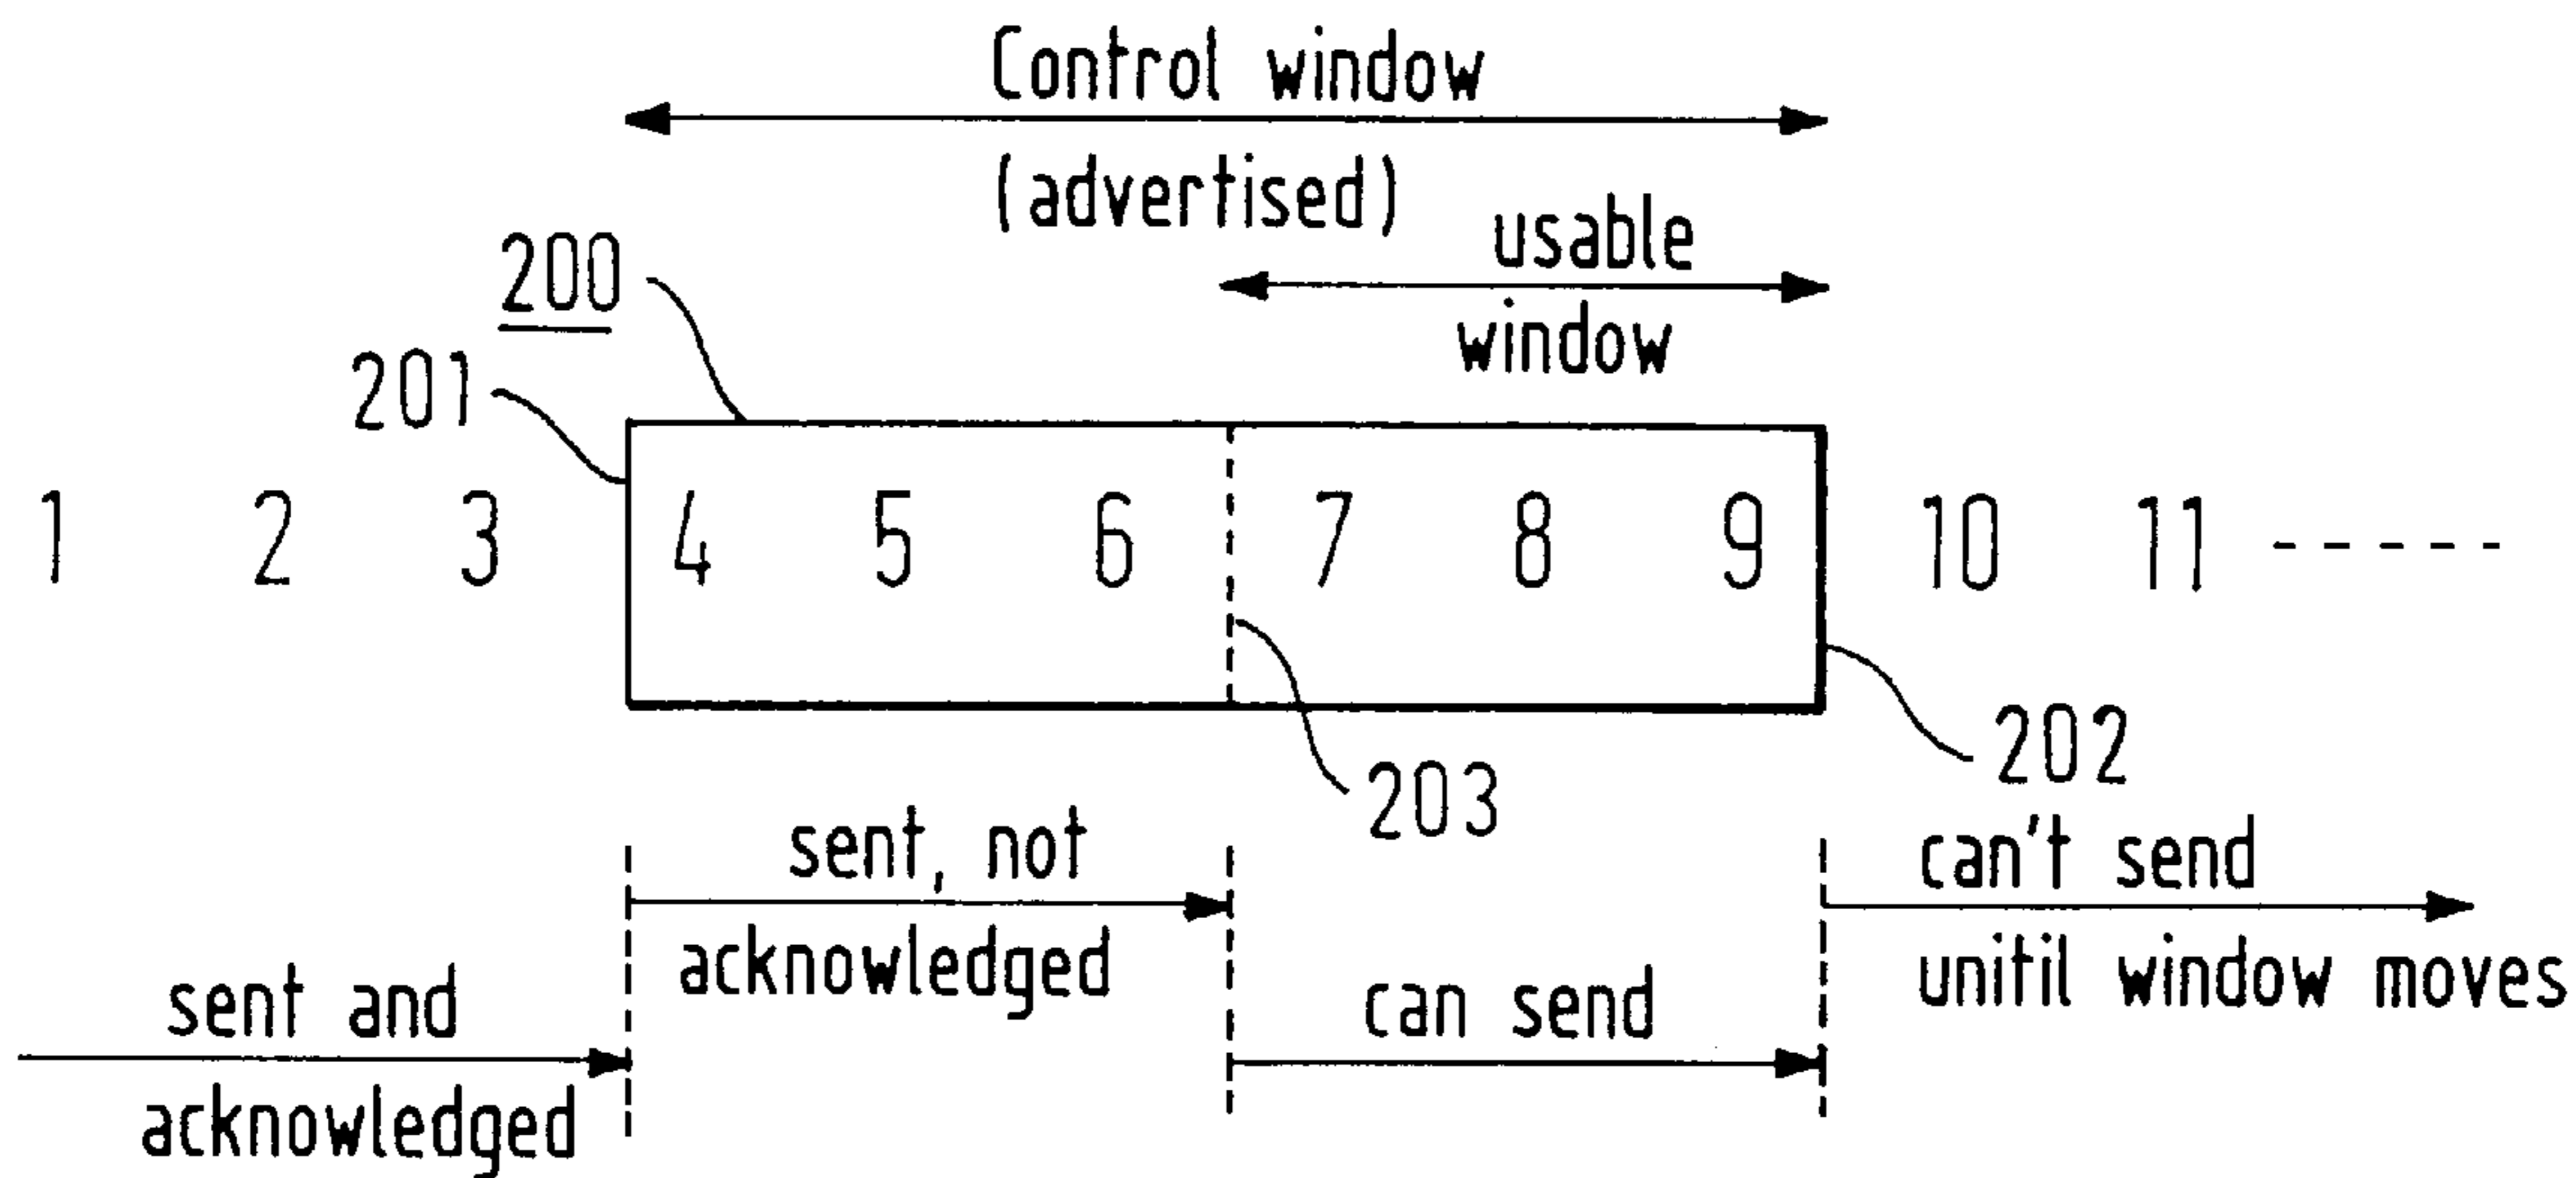 Control window
(advertised)
usable
window
200
201
1 2 3 4 5 6 7 8 9 10 11
203
202
sent, not
acknowledged
can't send
unitil window moves
sent and
acknowledged
can send